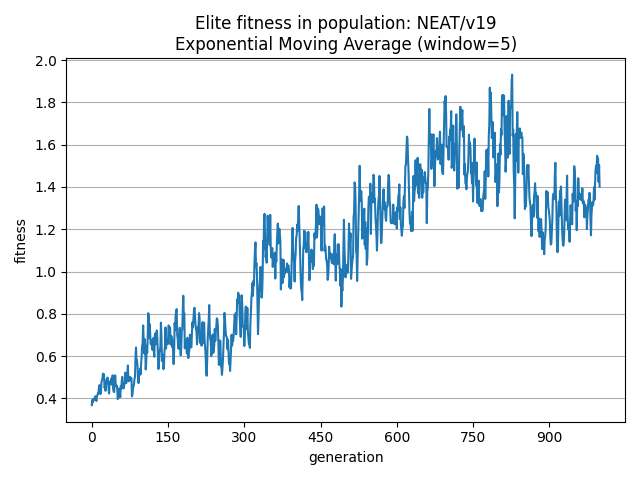 Elite fitness in population: NEAT/v19
Exponential Moving Average (window=5)
2.0
1.8
1.6
1.4
1.2
1.0
0.8
0.6
0.4
fitness
0 150 300 450 600 750 900
generation